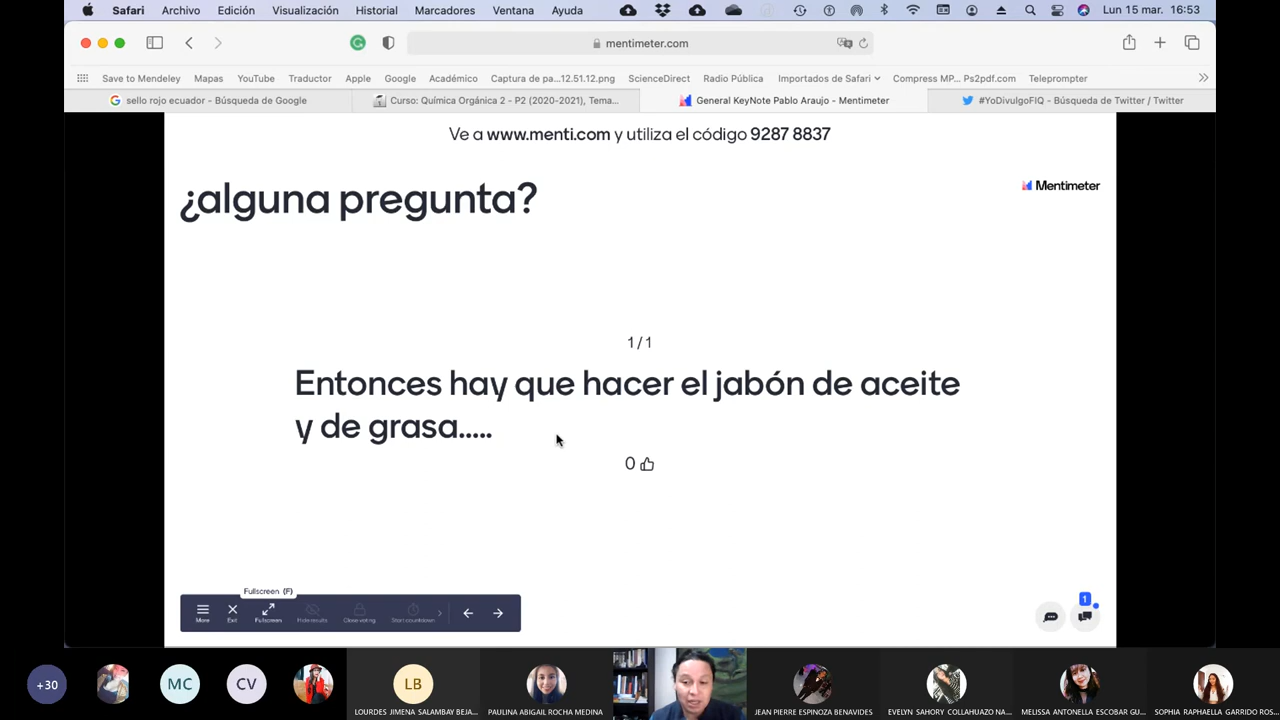 Safari Archivo Edición Visualización Historial Marcadores Ventana Ayuda Lun 15 mar. 16:53
mentimeter.com
Save to Mendeley Mapas YouTube Traductor Apple Google Académico Captura de pa...12.51.12.png ScienceDirect Radio Pública Importados de Safari Compress MP... Ps2pdf.com Teleprompter
sello rojo ecuador - Búsqueda de Google Curso: Química Orgánica 2 - P2 (2020-2021), Tema... General KeyNote Pablo Araujo - Mentimeter #YoDivulgoFIQ - Búsqueda de Twitter / Twitter
Ve a www.menti.com y utiliza el código 9287 8837
¿alguna pregunta?
Mentimeter
1 / 1
Entonces hay que hacer el jabón de aceite
y de grasa.....
0
Fullscreen (F)
More Exit Fullscreen Hide results Close voting Start countdown
1
+30 MC CV LB
LOURDES JIMENA SALAMBAY BEJA... PAULINA ABIGAIL ROCHA MEDINA JEAN PIERRE ESPINOZA BENAVIDES EVELYN SAHORY COLLAHUAZO NA... MELISSA ANTONELLA ESCOBAR GU... SOPHIA RAPHAELLA GARRIDO ROS...